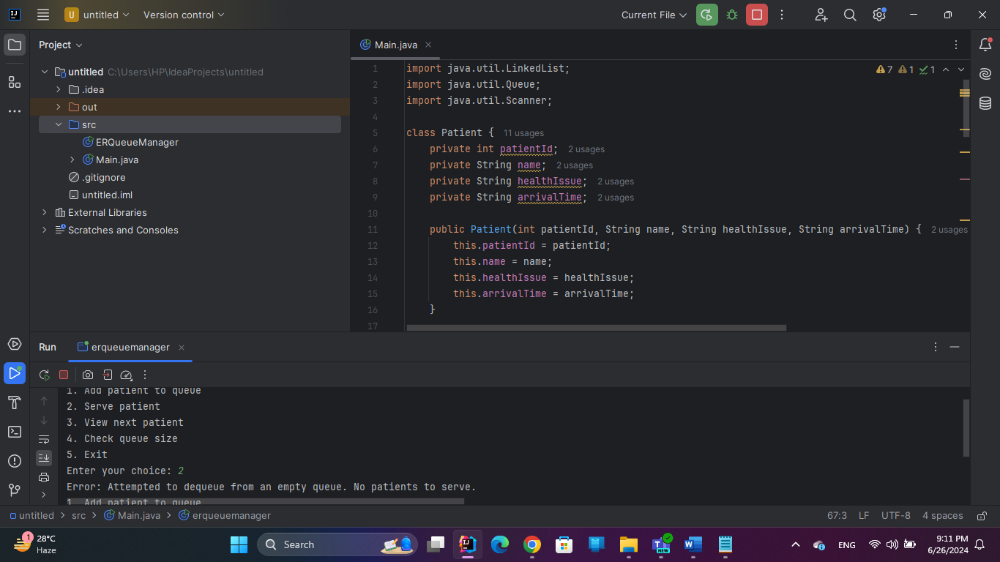 U untitled Version control Current File
Project
Main.java
untitled C:\Users\HP\IdeaProjects\untitled
.idea
out
src
ERQueueManager
Main.java
.gitignore
untitled.iml
External Libraries
Scratches and Consoles
7 1 1
1 import java.util.LinkedList;
2 import java.util.Queue;
3 import java.util.Scanner;
4
5 class Patient { 11 usages
6 private int patientId; 2 usages
7 private String name; 2 usages
8 private String healthIssue; 2 usages
9 private String arrivalTime; 2 usages
10
11 public Patient(int patientId, String name, String healthIssue, String arrivalTime) { 2 usages
12 this.patientId = patientId;
13 this.name = name;
14 this.healthIssue = healthIssue;
15 this.arrivalTime = arrivalTime;
16 }
17
Run erqueuemanager
1. Add patient to queue
2. Serve patient
3. View next patient
4. Check queue size
5. Exit
Enter your choice: 2
Error: Attempted to dequeue from an empty queue. No patients to serve.
1. Add patient to queue
untitled > src > Main.java > erqueuemanager 67:3 LF UTF-8 4 spaces
1 28°C
Haze
Search
NEW
ENG
9:11 PM
6/26/2024